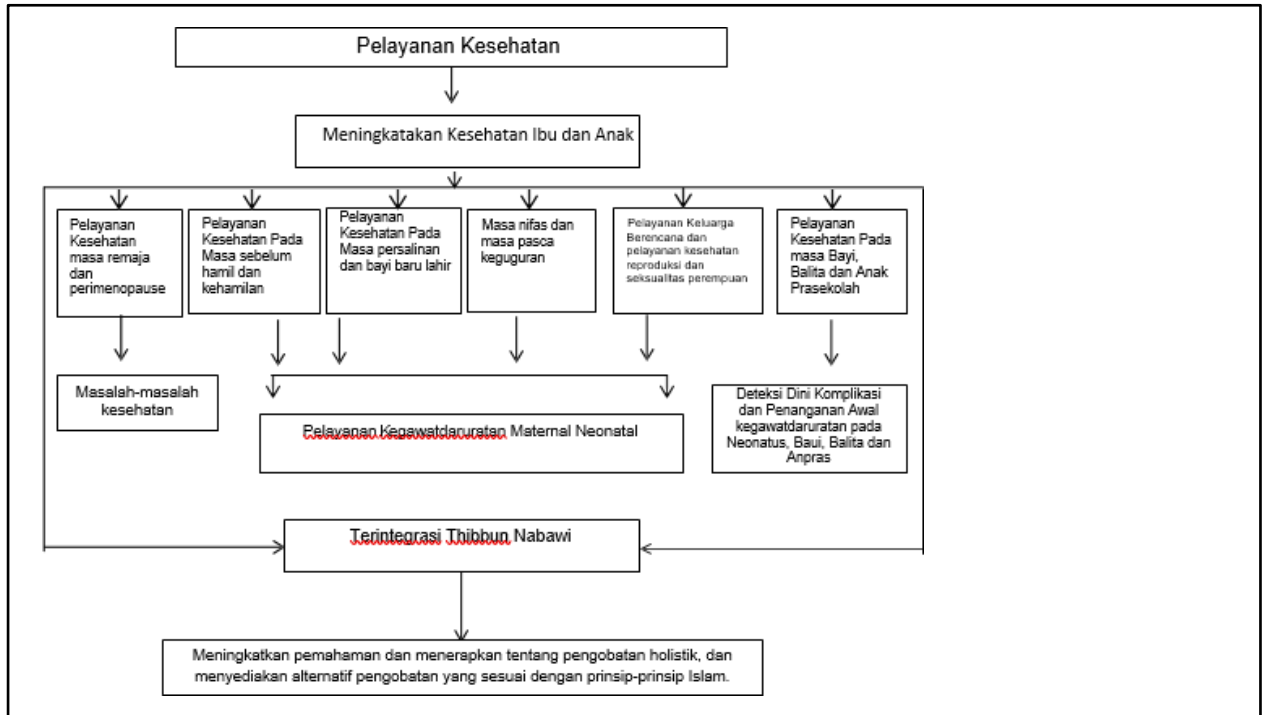 Pelayanan Kesehatan
Meningkatakan Kesehatan Ibu dan Anak
Pelayanan
Kesehatan
masa remaja
dan
perimenopause
Pelayanan
Kesehatan Pada
Masa sebelum
hamil dan
kehamilan
Pelayanan
Kesehatan Pada
Masa persalinan
dan bayi baru lahir
Masa nifas dan
masa pasca
keguguran
Pelayanan Keluarga
Berencana dan
pelayanan kesehatan
reproduksi dan
seksualitas perempuan
Pelayanan
Kesehatan Pada
masa Bayi,
Balita dan Anak
Prasekolah
Masalah-masalah
kesehatan
Pelayanan Kegawatdaruratan Maternal Neonatal
Deteksi Dini Komplikasi
dan Penanganan Awal
kegawatdaruratan pada
Neonatus, Baui, Balita dan
Anpras
Terintegrasi Thibbun Nabawi
Meningkatkan pemahaman dan menerapkan tentang pengobatan holistik, dan
menyediakan alternatif pengobatan yang sesuai dengan prinsip-prinsip Islam.